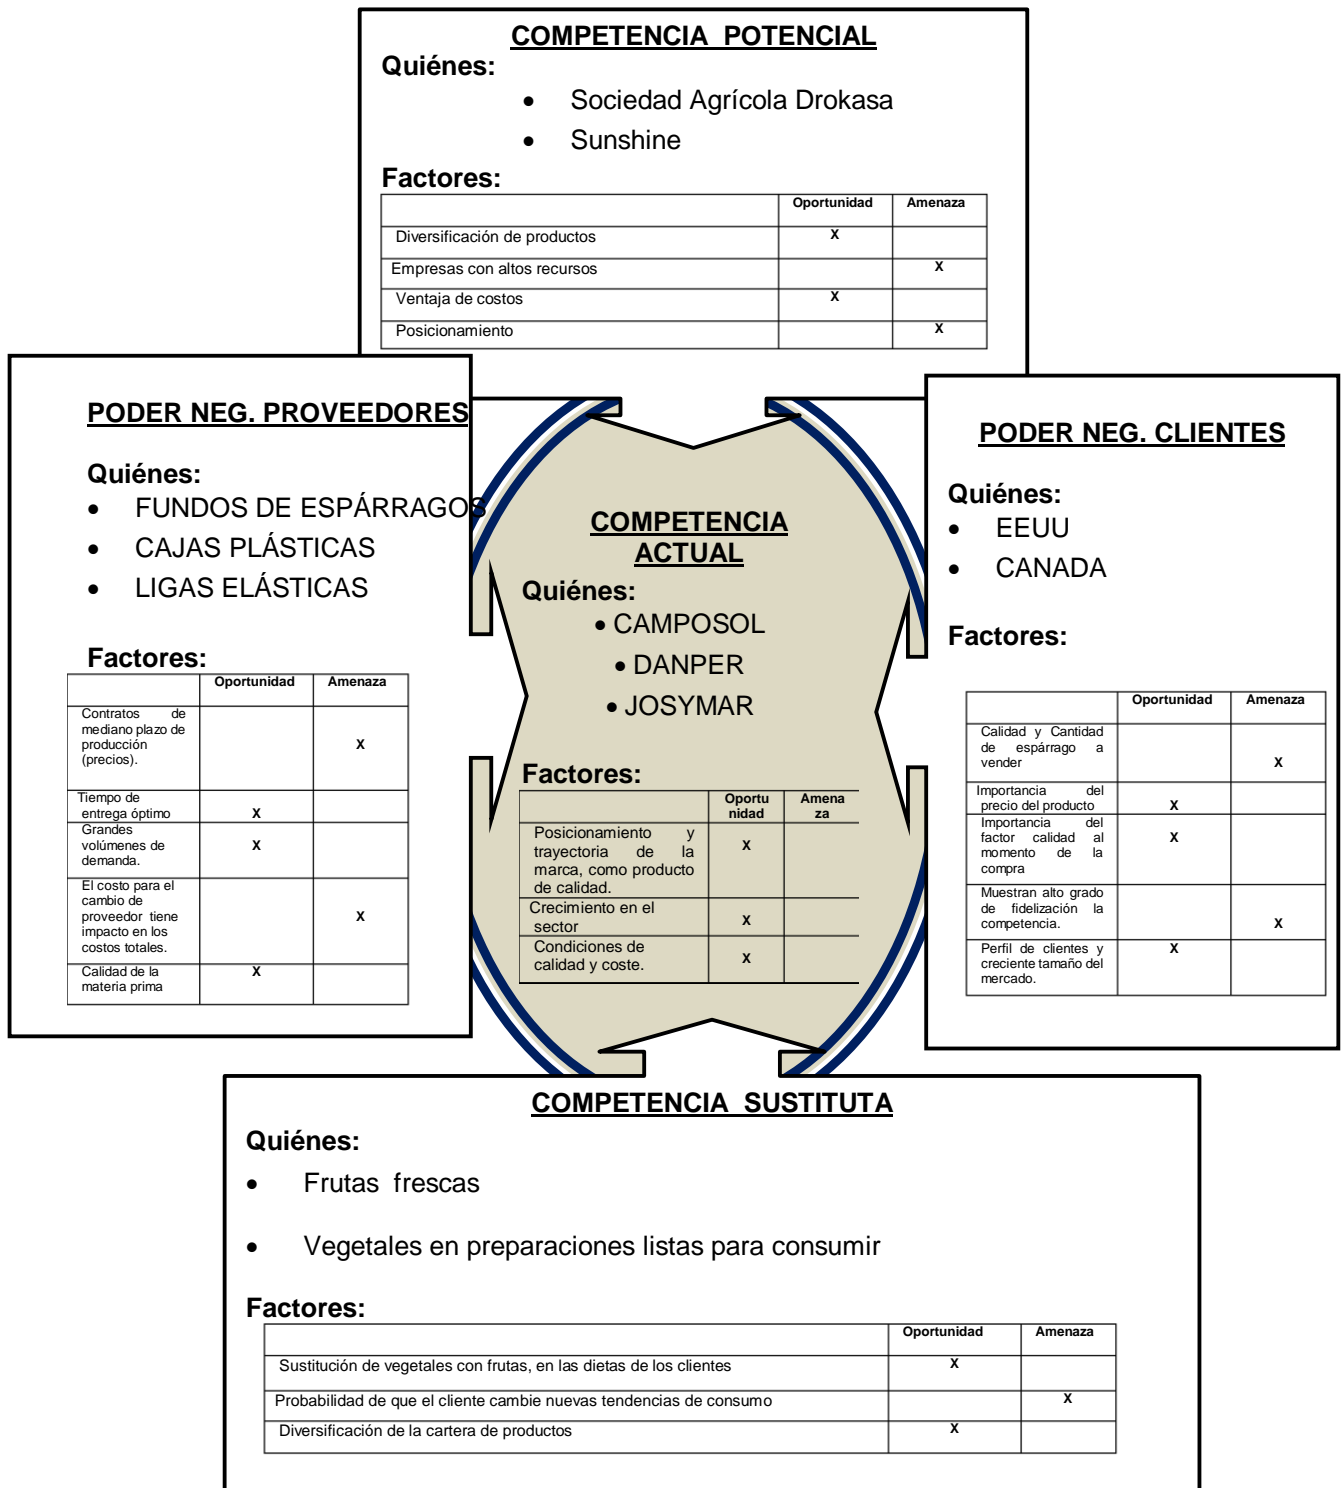 COMPETENCIA POTENCIAL
Quiénes:
• Sociedad Agrícola Drokasa
• Sunshine
Factores:
Oportunidad Amenaza
Diversificación de productos X
Empresas con altos recursos X
Ventaja de costos X
Posicionamiento X
PODER NEG. PROVEEDORES
Quiénes:
• FUNDOS DE ESPÁRRAGOS
• CAJAS PLÁSTICAS
• LIGAS ELÁSTICAS
Factores:
Oportunidad Amenaza
Contratos de
mediano plazo de
producción
(precios). X
Tiempo de
entrega óptimo X
Grandes
volúmenes de
demanda. X
El costo para el
cambio de
proveedor tiene
impacto en los
costos totales. X
Calidad de la
materia prima X
COMPETENCIA
ACTUAL
Quiénes:
• CAMPOSOL
• DANPER
• JOSYMAR
Factores:
Oportu
nidad
Amena
za
Posicionamiento y
trayectoria de la
marca, como producto
de calidad. X
Crecimiento en el
sector X
Condiciones de
calidad y coste. X
PODER NEG. CLIENTES
Quiénes:
• EEUU
• CANADA
Factores:
Oportunidad Amenaza
Calidad y Cantidad
de espárrago a
vender X
Importancia del
precio del producto X
Importancia del
factor calidad al
momento de la
compra X
Muestran alto grado
de fidelización la
competencia. X
Perfil de clientes y
creciente tamaño del
mercado. X
COMPETENCIA SUSTITUTA
Quiénes:
• Frutas frescas
• Vegetales en preparaciones listas para consumir
Factores:
Oportunidad Amenaza
Sustitución de vegetales con frutas, en las dietas de los clientes X
Probabilidad de que el cliente cambie nuevas tendencias de consumo X
Diversificación de la cartera de productos X